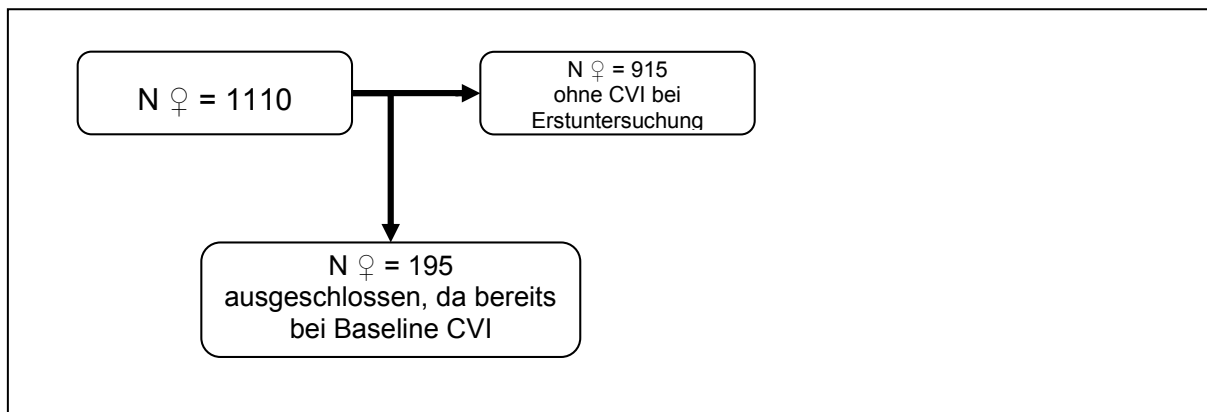 N ♀ = 1110
N ♀ = 915
ohne CVI bei
Erstuntersuchung
N ♀ = 195
ausgeschlossen, da bereits
bei Baseline CVI